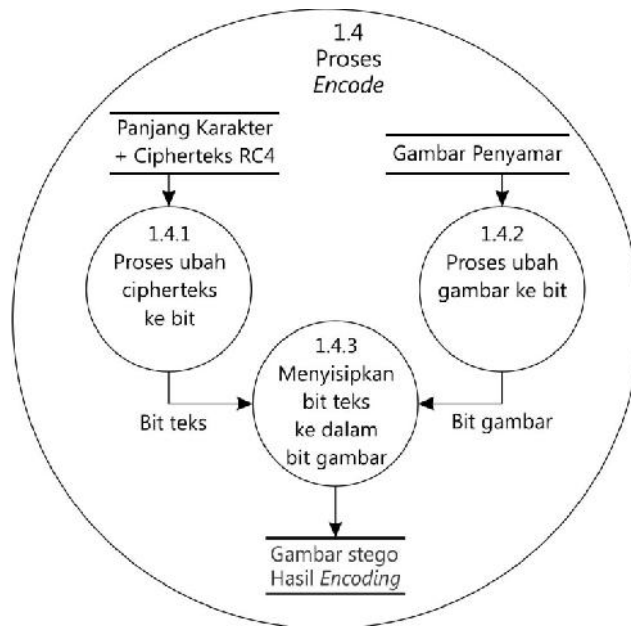 1.4
Proses
Encode
Panjang Karakter
+ Cipherteks RC4
Gambar Penyamar
1.4.1
Proses ubah
cipherteks
ke bit
1.4.2
Proses ubah
gambar ke bit
1.4.3
Menyisipkan
bit teks
ke dalam
bit gambar
Bit teks
Bit gambar
Gambar stego
Hasil Encoding